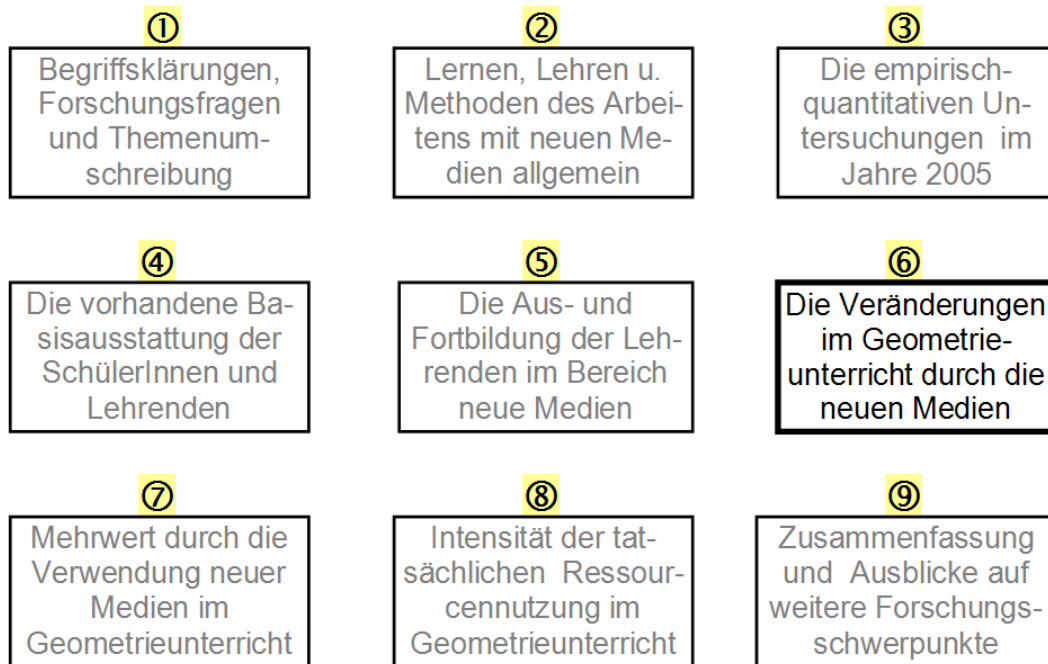 ①
Begriffsklärungen,
Forschungsfragen
und Themenum-
schreibung
②
Lernen, Lehren u.
Methoden des Arbei-
tens mit neuen Me-
dien allgemein
③
Die empirisch-
quantitativen Un-
tersuchungen im
Jahre 2005
④
Die vorhandene Ba-
sisausstattung der
SchülerInnen und
Lehrenden
⑤
Die Aus- und
Fortbildung der Leh-
renden im Bereich
neue Medien
⑥
Die Veränderungen
im Geometrie-
unterricht durch die
neuen Medien
⑦
Mehrwert durch die
Verwendung neuer
Medien im
Geometrieunterricht
⑧
Intensität der tat-
sächlichen Ressour-
cennutzung im
Geometrieunterricht
⑨
Zusammenfassung
und Ausblicke auf
weitere Forschungs-
schwerpunkte